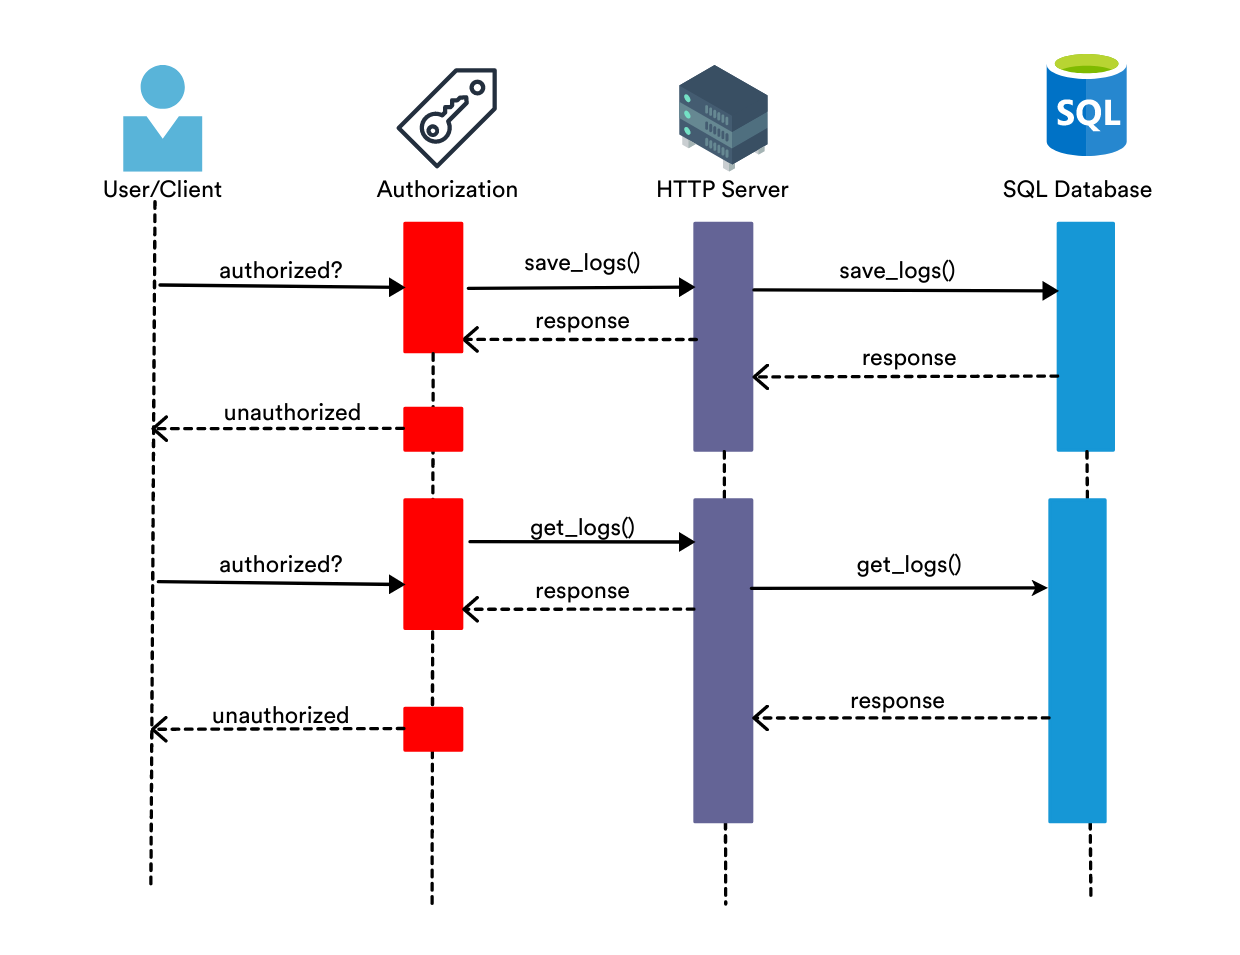 SQL
User/Client
Authorization
HTTP Server
SQL Database
authorized?
save_logs()
save_logs()
response
response
unauthorized
get_logs()
authorized?
get_logs()
response
response
unauthorized